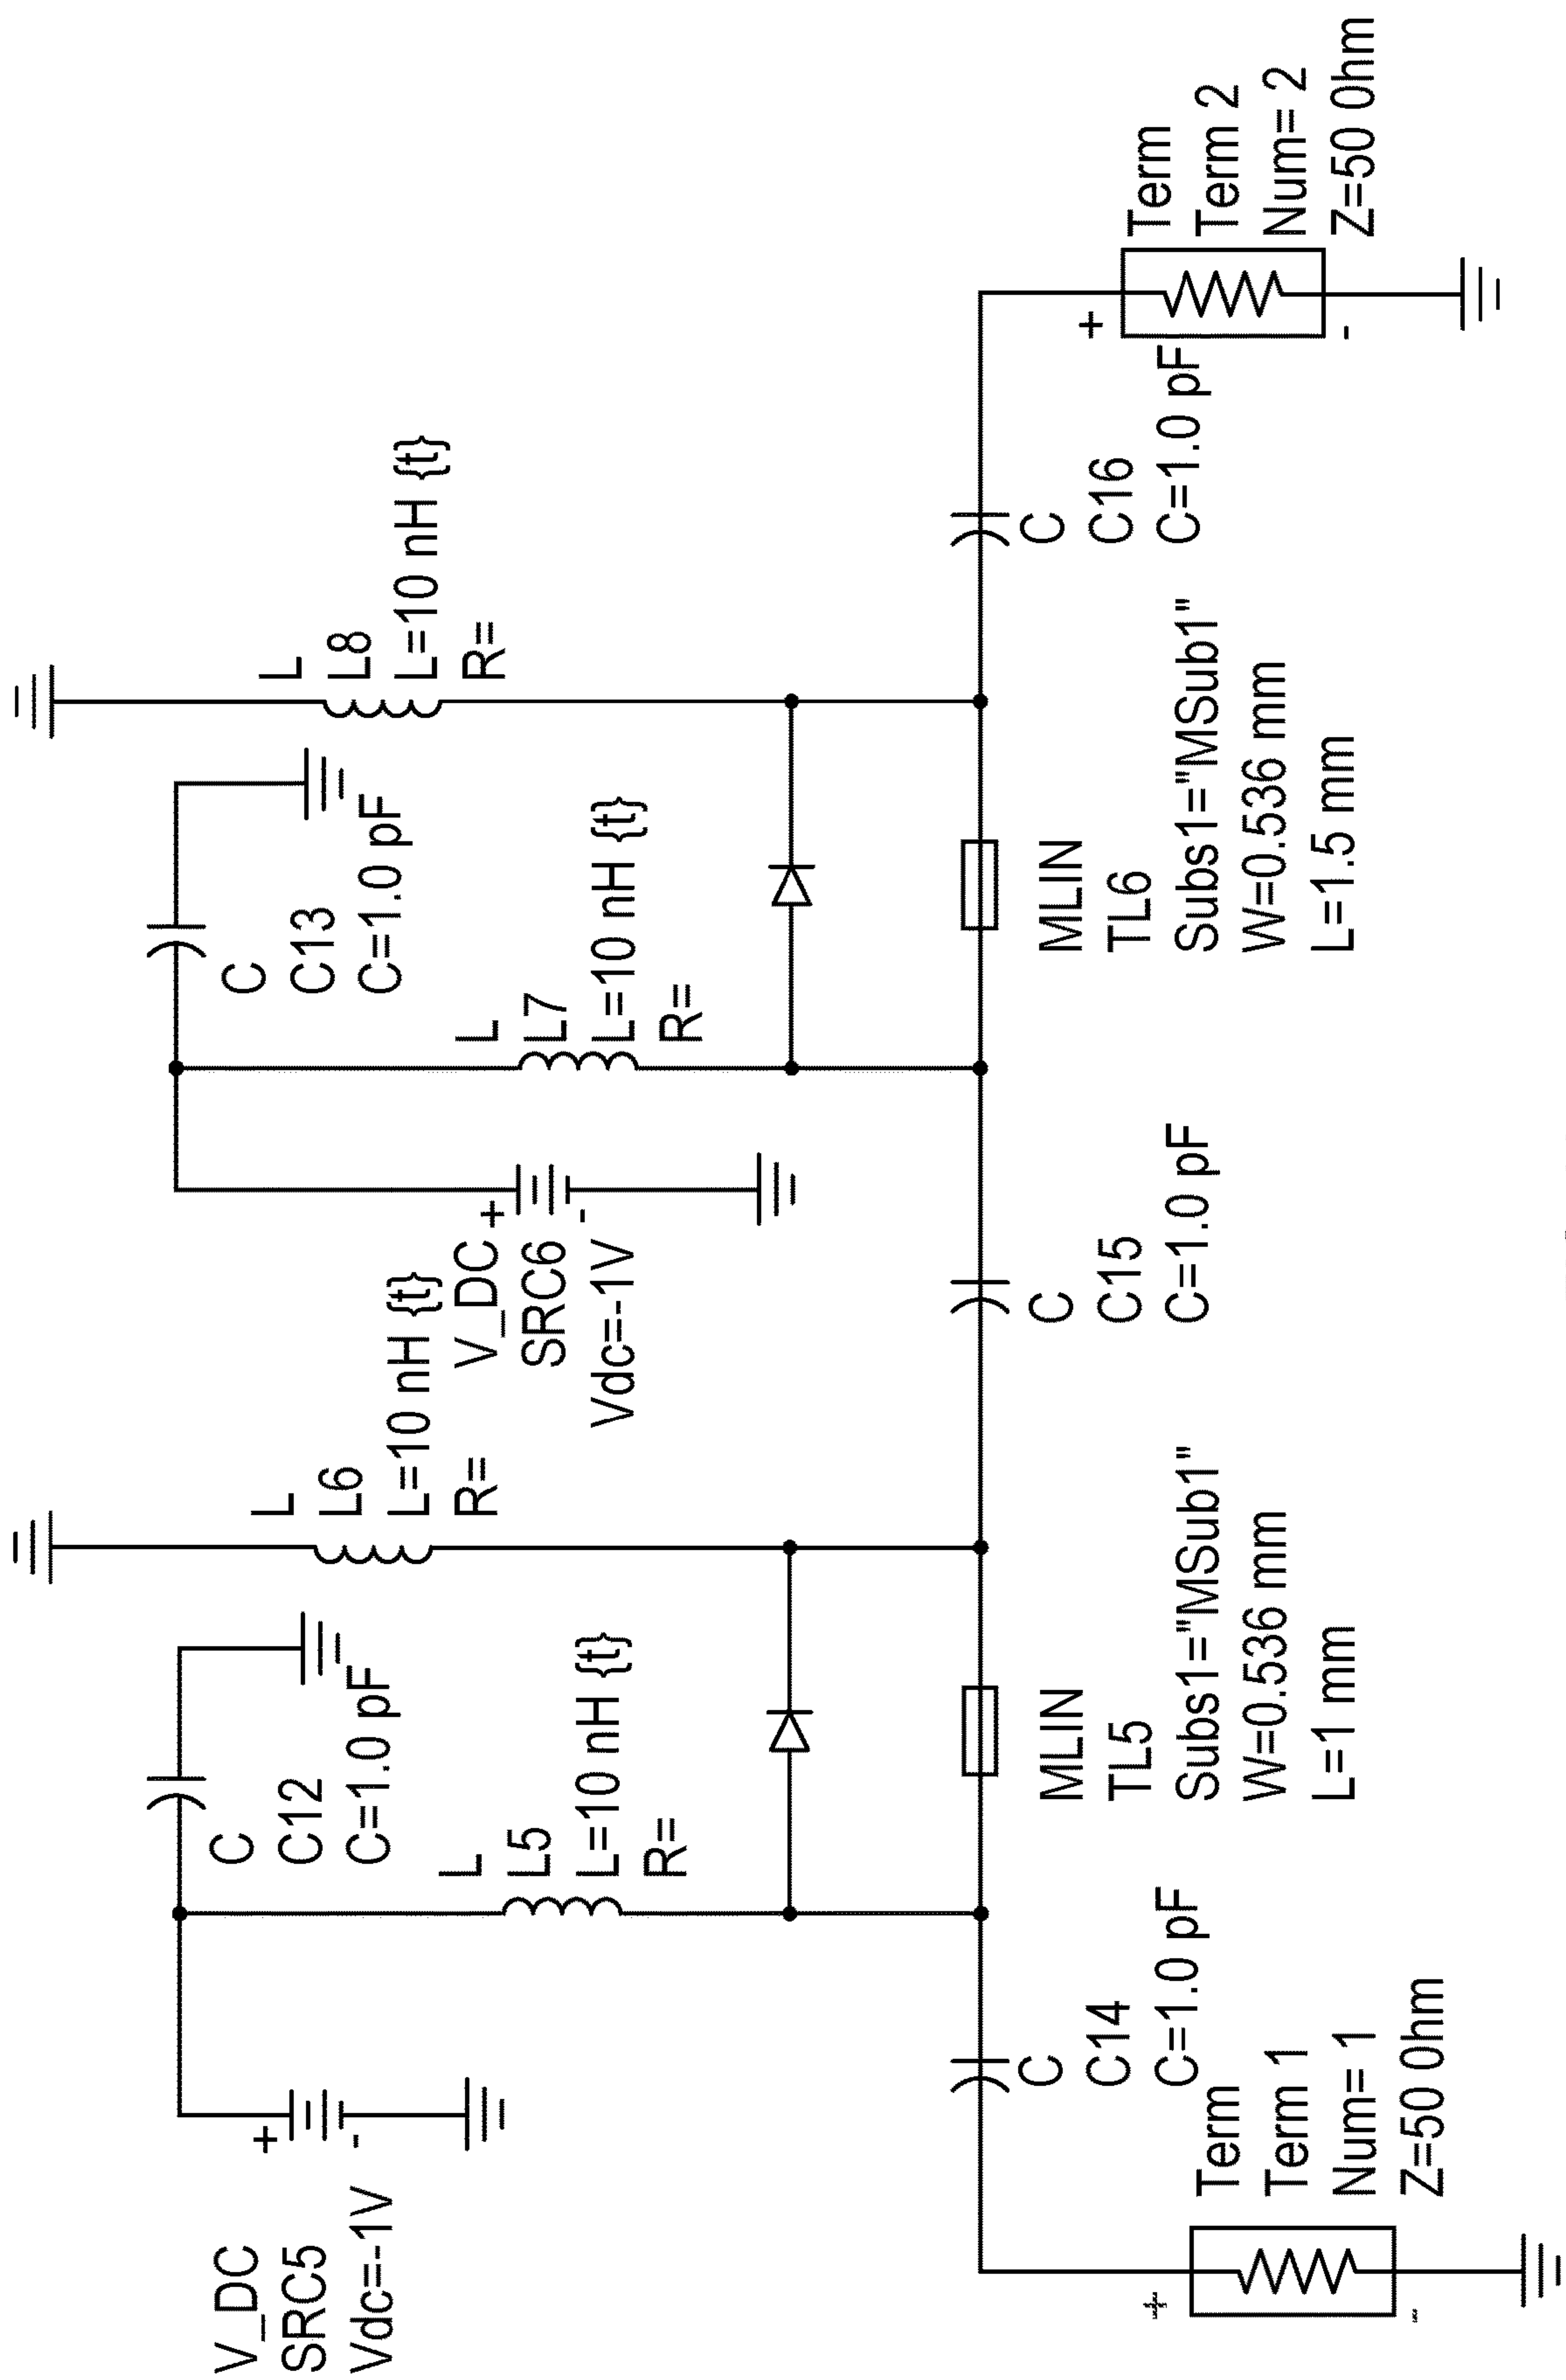 V_DC
SRC5
Vdc=-1V
+
-
C
C12
C=1.0 pF
L
L5
L=10 nH {t}
R=
L
L6
L=10 nH {t}
R=
V_DC
SRC6
Vdc=-1V
+
-
C
C13
C=1.0 pF
L
L7
L=10 nH {t}
R=
L
L8
L=10 nH {t}
R=
+
-
Term
Term 1
Num= 1
Z=50 Ohm
C
C14
C=1.0 pF
MLIN
TL5
Subs1="MSub1"
W=0.536 mm
L=1 mm
C
C15
C=1.0 pF
MLIN
TL6
Subs1="MSub1"
W=0.536 mm
L=1.5 mm
C
C16
C=1.0 pF
+
-
Term
Term 2
Num= 2
Z=50 Ohm